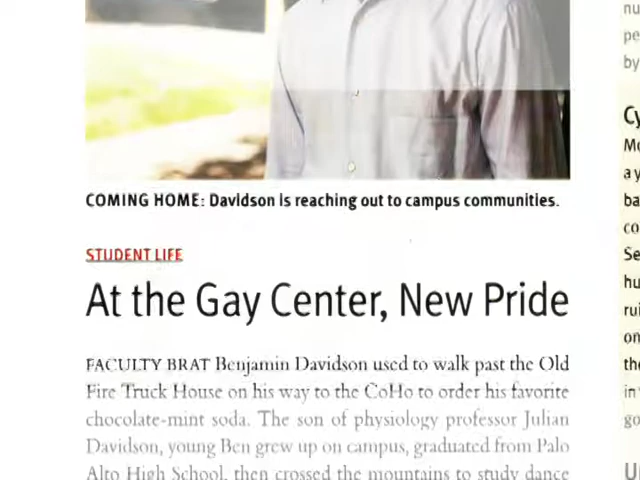 COMING HOME: Davidson is reaching out to campus communities.
STUDENT LIFE
At the Gay Center, New Pride
FACULTY BRAT Benjamin Davidson used to walk past the Old
Fire Truck House on his way to the CoHo to order his favorite
chocolate-mint soda. The son of physiology professor Julian
Davidson, young Ben grew up on campus, graduated from Palo
Alto High School, then crossed the mountains to study dance
by
a y